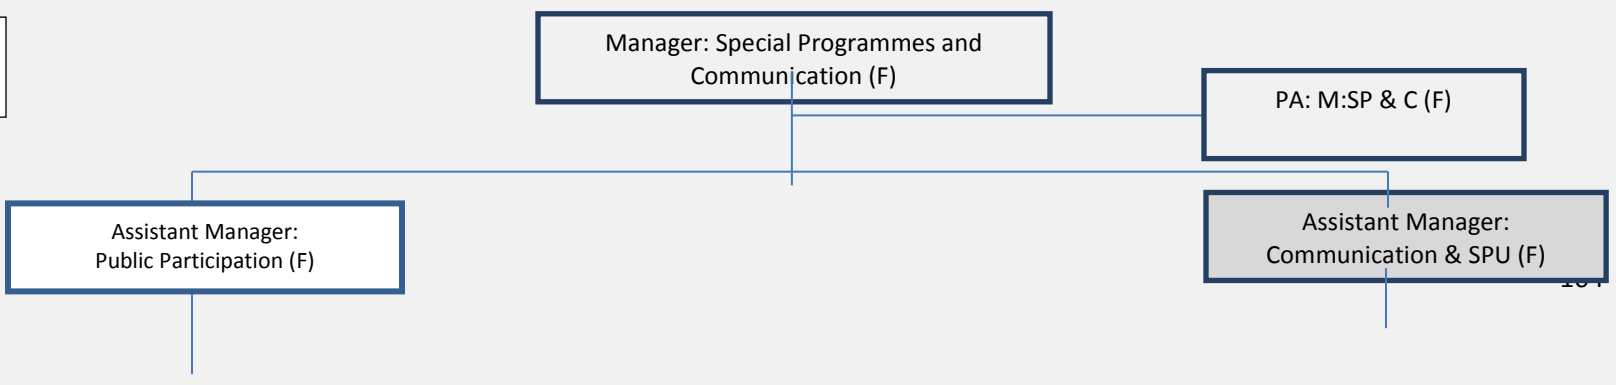 Manager: Special Programmes and
Communication (F)
PA: M:SP & C (F)
Assistant Manager:
Public Participation (F)
Assistant Manager:
Communication & SPU (F)